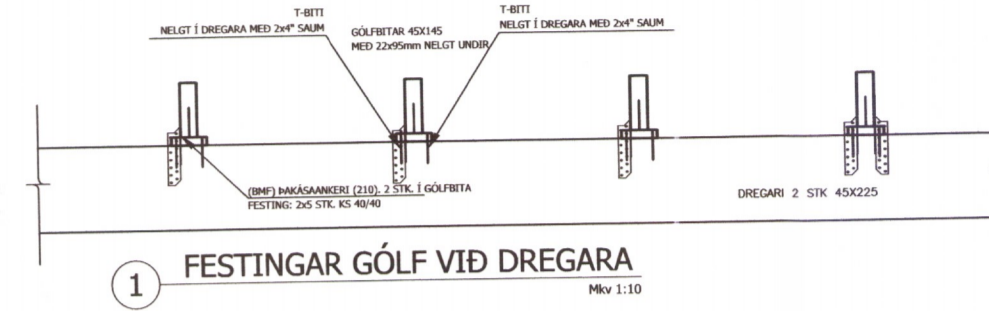 T-BITI
NELGT Í DREGARA MEÐ 2x4" SAUM
GÓLFBITAR 45X145
MEÐ 22x95mm NELGT UNDIR
T-BITI
NELGT Í DREGARA MEÐ 2x4" SAUM
(BMF) ÞAKÁSAANKERI (210). 2 STK. Í GÓLFBITA
FESTING: 2x5 STK. KS 40/40
DREGARI 2 STK 45X225
1
FESTINGAR GÓLF VIÐ DREGARA
Mkv 1:10